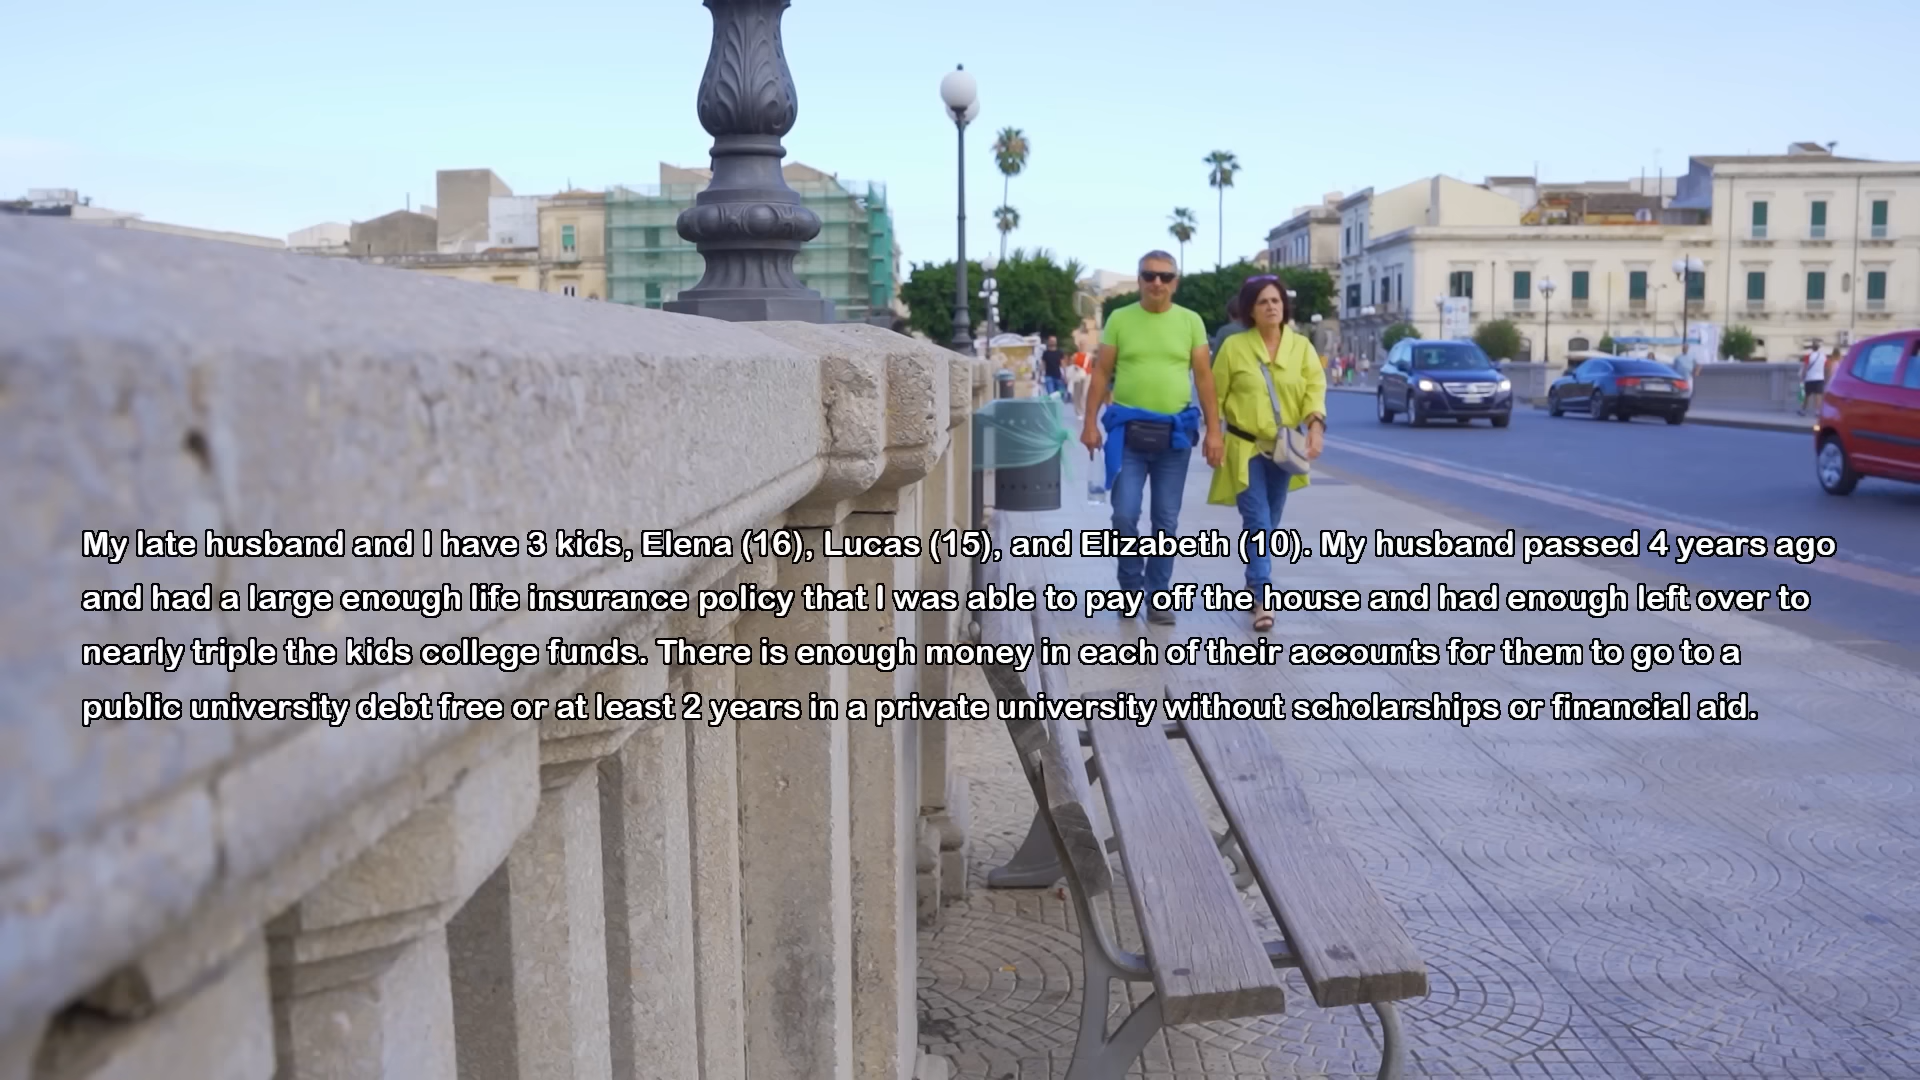 My late husband and I have 3 kids, Elena (16), Lucas (15), and Elizabeth (10). My husband passed 4 years ago
and had a large enough life insurance policy that I was able to pay off the house and had enough left over to
nearly triple the kids college funds. There is enough money in each of their accounts for them to go to a
public university debt free or at least 2 years in a private university without scholarships or financial aid.